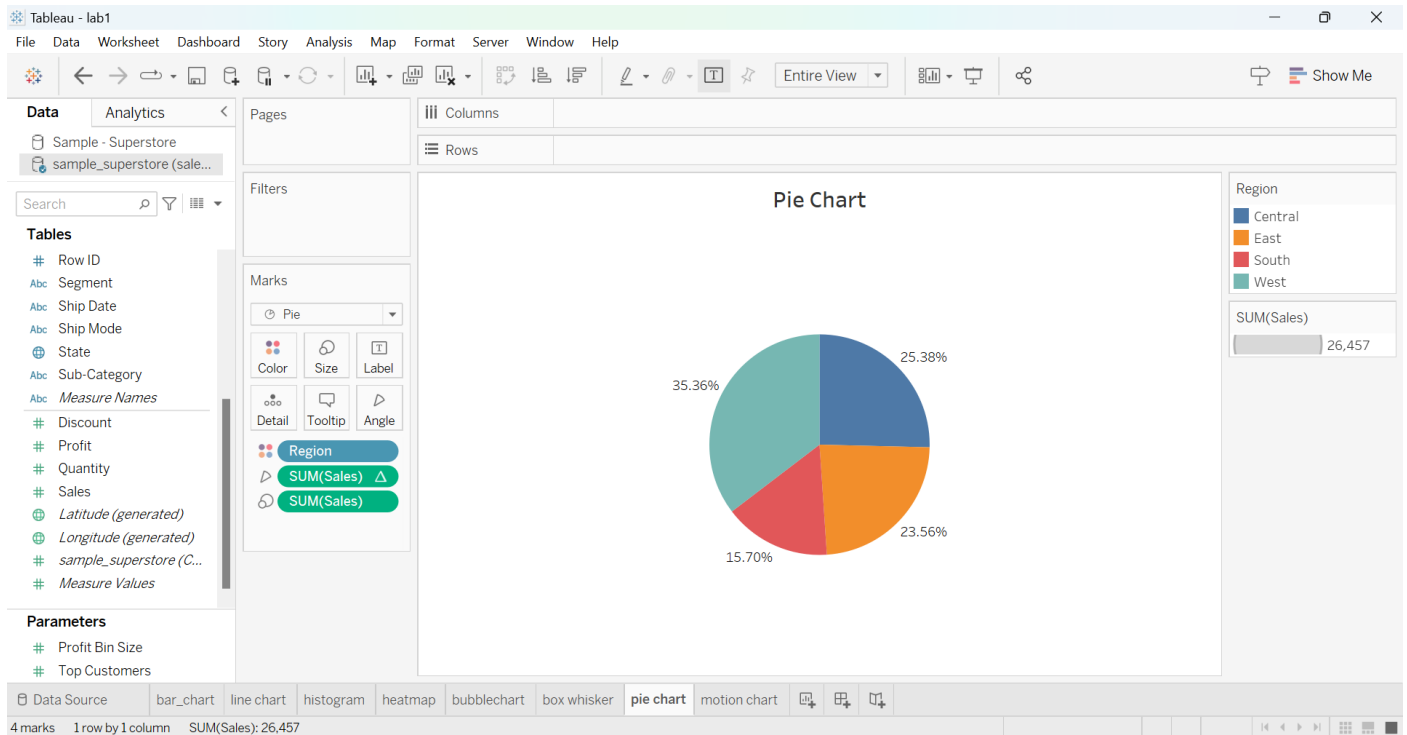 Tableau - lab1
File Data Worksheet Dashboard Story Analysis Map Format Server Window Help
Entire View
Show Me
Data Analytics
Sample - Superstore
sample_superstore (sale...
Search
Tables
# Row ID
Abc Segment
Abc Ship Date
Abc Ship Mode
State
Abc Sub-Category
Abc Measure Names
# Discount
# Profit
# Quantity
# Sales
Latitude (generated)
Longitude (generated)
# sample_superstore (C...
# Measure Values
Parameters
# Profit Bin Size
# Top Customers
Pages
Filters
Marks
Pie
Color Size T Label
Detail Tooltip Angle
Region
SUM(Sales) Δ
SUM(Sales)
Columns
Rows
Pie Chart
25.38%
35.36%
23.56%
15.70%
Region
Central
East
South
West
SUM(Sales)
26,457
Data Source bar_chart line chart histogram heatmap bubblechart box whisker pie chart motion chart
4 marks 1 row by 1 column SUM(Sales): 26,457